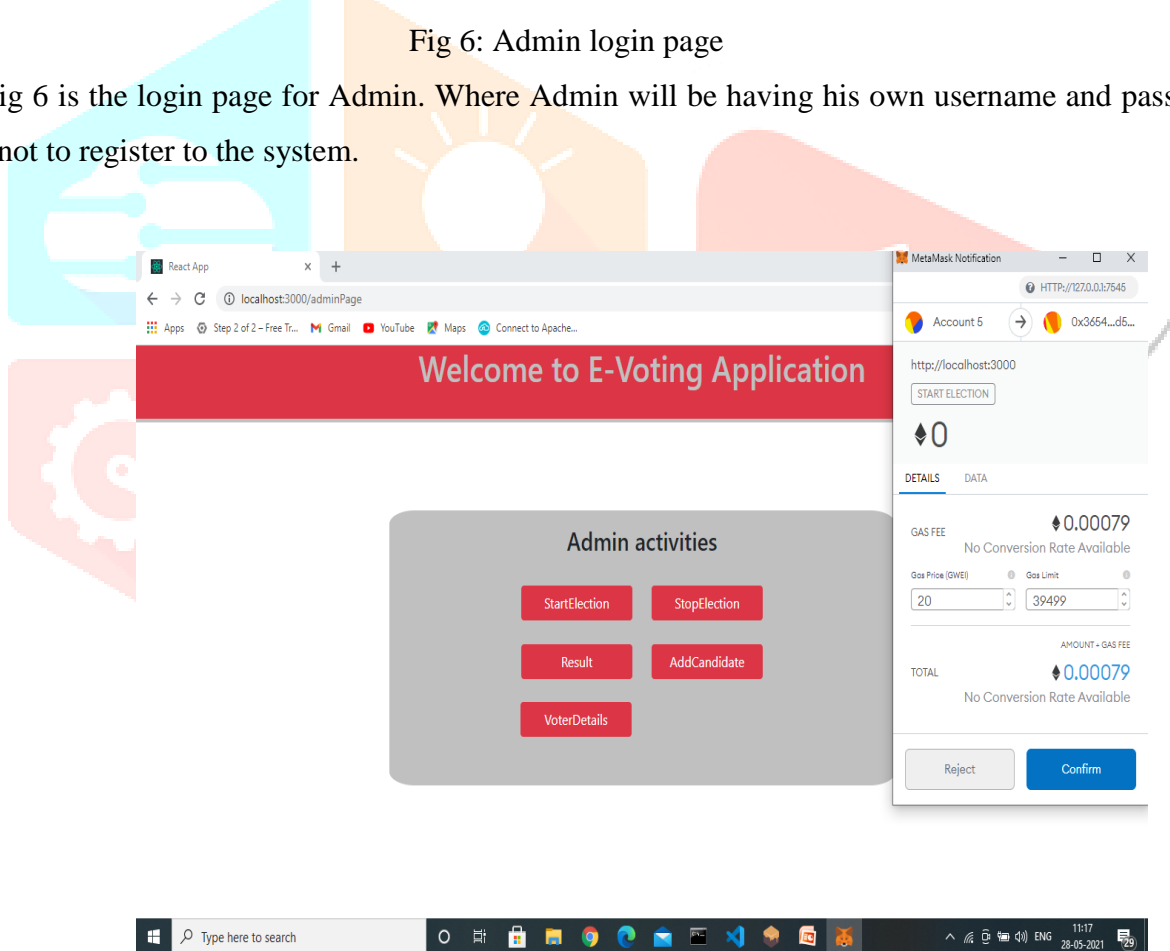 Fig 6: Admin login page
ig 6 is the login page for Admin. Where Admin will be having his own username and pass
not to register to the system.
React App x +
localhost:3000/adminPage
Apps Step 2 of 2 – Free Tr... Gmail YouTube Maps Connect to Apache...
Welcome to E-Voting Application
Admin activities
StartElection StopElection
Result AddCandidate
VoterDetails
MetaMask Notification
HTTP://127.0.0.1:7545
Account 5 0x3654...d5...
http://localhost:3000
START ELECTION
0
DETAILS DATA
GAS FEE 0.00079
No Conversion Rate Available
Gas Price (GWEI) Gas Limit
20 39499
AMOUNT + GAS FEE
TOTAL 0.00079
No Conversion Rate Available
Reject Confirm
Type here to search
ENG 11:17
28-05-2021 29